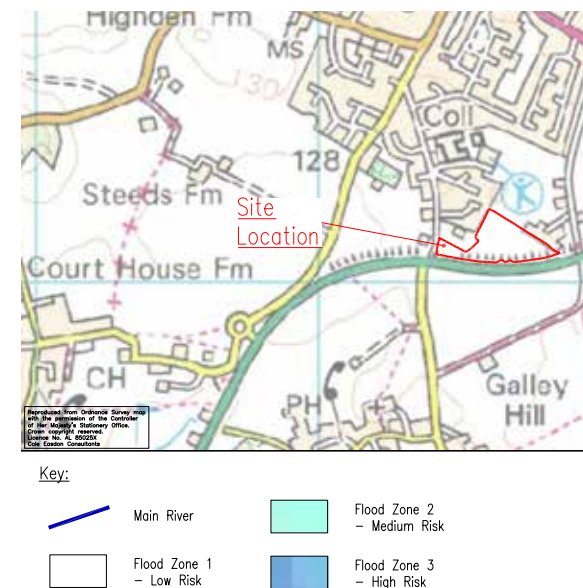 Highden Fm
MS
130
Coll
128
Steeds Fm
Site
Location
Court House Fm
CH
PH
Galley
Hill
Reproduced from Ordnance Survey map
with the permission of the Controller
of Her Majesty's Stationery Office.
Crown copyright reserved.
Licence No. AL 85025X
Cole Easdon Consultants
Key:
Main River
Flood Zone 2
- Medium Risk
Flood Zone 1
- Low Risk
Flood Zone 3
- High Risk